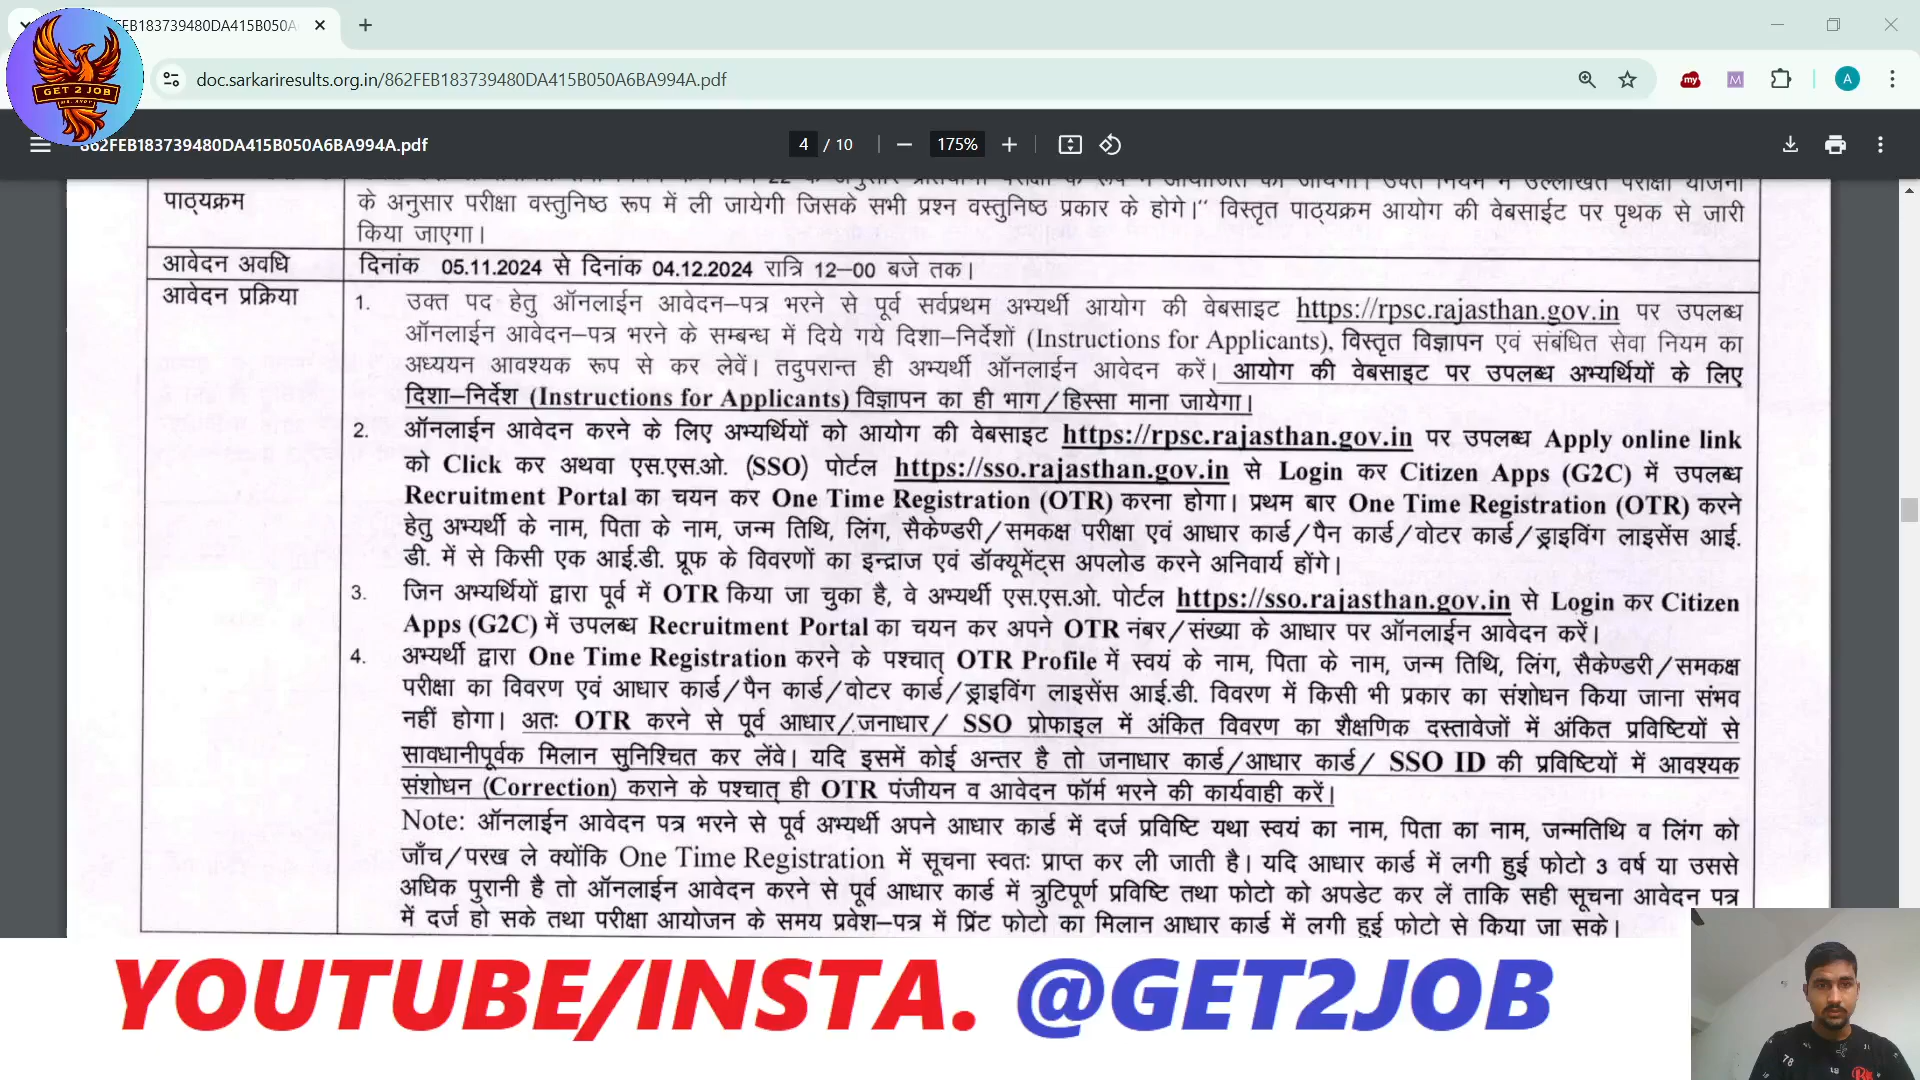 FEB183739480DA415B050A
doc.sarkariresults.org.in/862FEB183739480DA415B050A6BA994A.pdf
A
M
my
GET 2 JOB
862FEB183739480DA415B050A6BA994A.pdf
4 / 10
175%
पाठ्यक्रम
के अनुसार परीक्षा वस्तुनिष्ठ रूप में ली जायेगी जिसके सभी प्रश्न वस्तुनिष्ठ प्रकार के होगे।" विस्तृत पाठ्यक्रम आयोग की वेबसाईट पर पृथक से जारी
किया जाएगा।
आवेदन अवधि
दिनांक 05.11.2024 से दिनांक 04.12.2024 रात्रि 12–00 बजे तक।
आवेदन प्रक्रिया
1. उक्त पद हेतु ऑनलाईन आवेदन–पत्र भरने से पूर्व सर्वप्रथम अभ्यर्थी आयोग की वेबसाइट https://rpsc.rajasthan.gov.in पर उपलब्ध
ऑनलाईन आवेदन–पत्र भरने के सम्बन्ध में दिये गये दिशा–निर्देशों (Instructions for Applicants), विस्तृत विज्ञापन एवं संबंधित सेवा नियम का
अध्ययन आवश्यक रूप से कर लेवें। तदुपरान्त ही अभ्यर्थी ऑनलाईन आवेदन करें। आयोग की वेबसाइट पर उपलब्ध अभ्यर्थियों के लिए
दिशा–निर्देश (Instructions for Applicants) विज्ञापन का ही भाग/हिस्सा माना जायेगा।
2. ऑनलाईन आवेदन करने के लिए अभ्यर्थियों को आयोग की वेबसाइट https://rpsc.rajasthan.gov.in पर उपलब्ध Apply online link
को Click कर अथवा एस.एस.ओ. (SSO) पोर्टल https://sso.rajasthan.gov.in से Login कर Citizen Apps (G2C) में उपलब्ध
Recruitment Portal का चयन कर One Time Registration (OTR) करना होगा। प्रथम बार One Time Registration (OTR) करने
हेतु अभ्यर्थी के नाम, पिता के नाम, जन्म तिथि, लिंग, सैकेण्डरी/समकक्ष परीक्षा एवं आधार कार्ड/पैन कार्ड/वोटर कार्ड/ड्राइविंग लाइसेंस आई.
डी. में से किसी एक आई.डी. प्रूफ के विवरणों का इन्द्राज एवं डॉक्यूमेंट्स अपलोड करने अनिवार्य होंगे।
3. जिन अभ्यर्थियों द्वारा पूर्व में OTR किया जा चुका है, वे अभ्यर्थी एस.एस.ओ. पोर्टल https://sso.rajasthan.gov.in से Login कर Citizen
Apps (G2C) में उपलब्ध Recruitment Portal का चयन कर अपने OTR नंबर/संख्या के आधार पर ऑनलाईन आवेदन करें।
4. अभ्यर्थी द्वारा One Time Registration करने के पश्चात् OTR Profile में स्वयं के नाम, पिता के नाम, जन्म तिथि, लिंग, सैकेण्डरी/समकक्ष
परीक्षा का विवरण एवं आधार कार्ड/पैन कार्ड/वोटर कार्ड/ड्राइविंग लाइसेंस आई.डी. विवरण में किसी भी प्रकार का संशोधन किया जाना संभव
नहीं होगा। अतः OTR करने से पूर्व आधार/जनाधार/ SSO प्रोफाइल में अंकित विवरण का शैक्षणिक दस्तावेजों में अंकित प्रविष्टियों से
सावधानीपूर्वक मिलान सुनिश्चित कर लेंवे। यदि इसमें कोई अन्तर है तो जनाधार कार्ड/आधार कार्ड/ SSO ID की प्रविष्टियों में आवश्यक
संशोधन (Correction) कराने के पश्चात् ही OTR पंजीयन व आवेदन फॉर्म भरने की कार्यवाही करें।
Note: ऑनलाईन आवेदन पत्र भरने से पूर्व अभ्यर्थी अपने आधार कार्ड में दर्ज प्रविष्टि यथा स्वयं का नाम, पिता का नाम, जन्मतिथि व लिंग को
जाँच/परख ले क्योंकि One Time Registration में सूचना स्वतः प्राप्त कर ली जाती है। यदि आधार कार्ड में लगी हुई फोटो 3 वर्ष या उससे
अधिक पुरानी है तो ऑनलाईन आवेदन करने से पूर्व आधार कार्ड में त्रुटिपूर्ण प्रविष्टि तथा फोटो को अपडेट कर लें ताकि सही सूचना आवेदन पत्र
में दर्ज हो सके तथा परीक्षा आयोजन के समय प्रवेश–पत्र में प्रिंट फोटो का मिलान आधार कार्ड में लगी हुई फोटो से किया जा सके।
YOUTUBE/INSTA. @GET2JOB
78